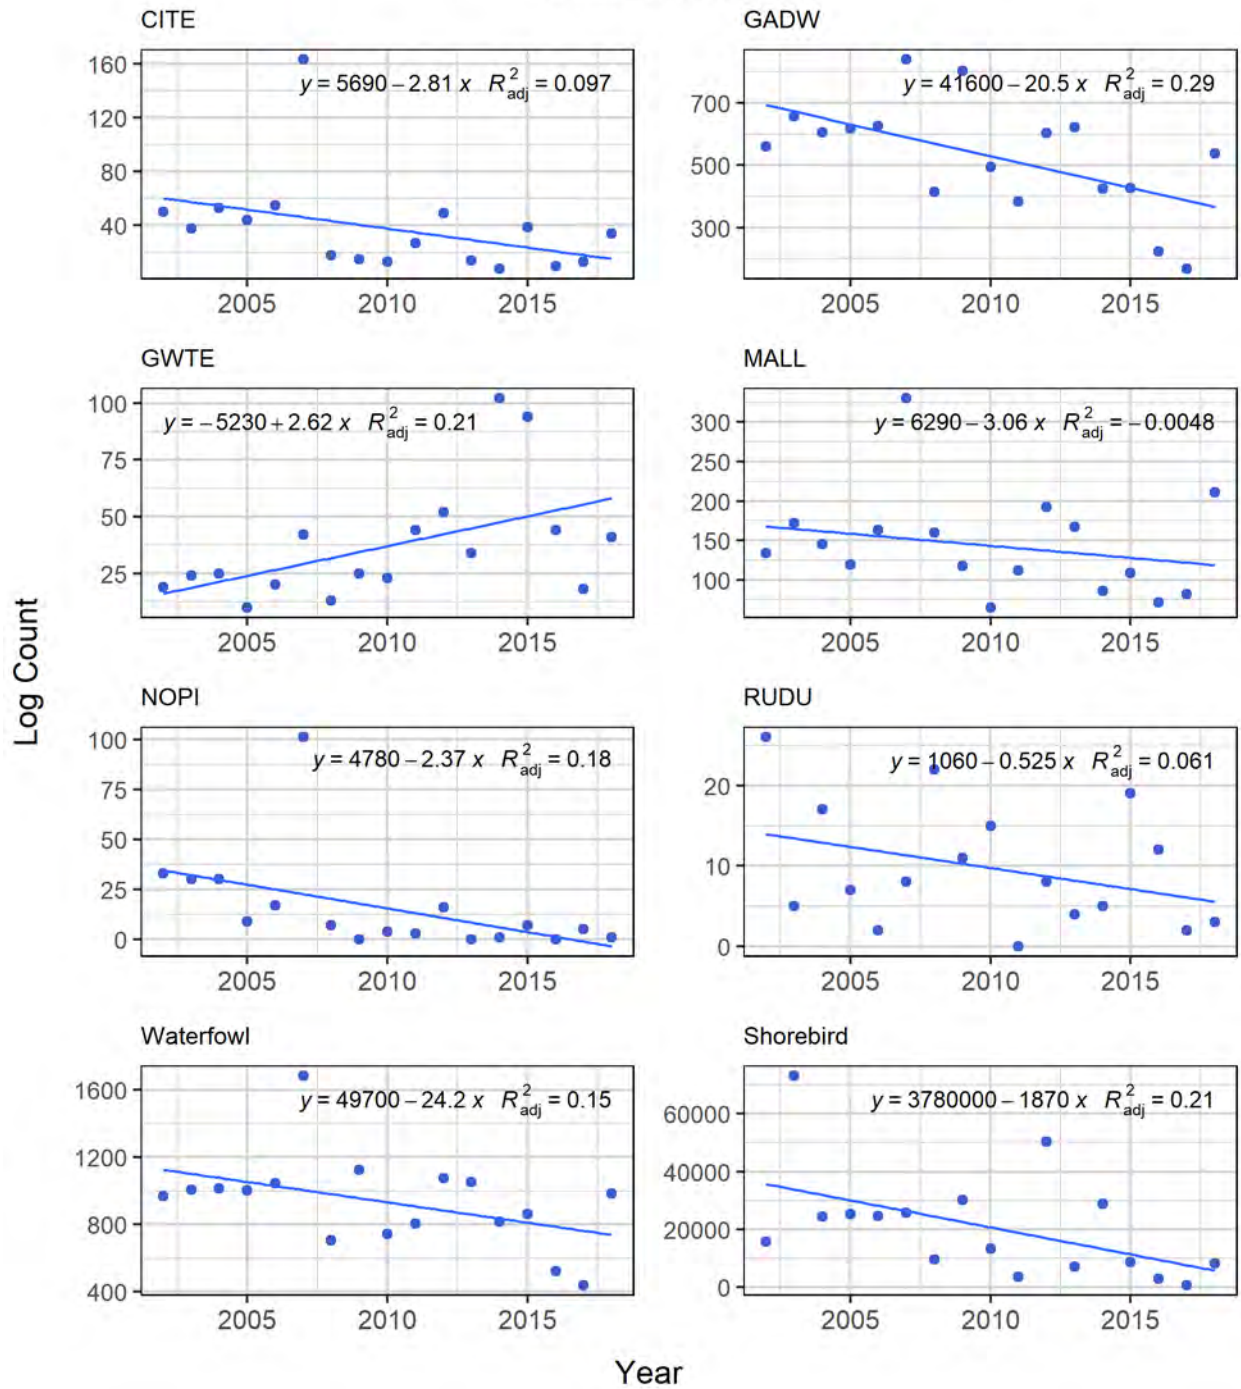 CITE
160
120
80
40
y = 5690 − 2.81 x R²adj = 0.097
2005 2010 2015
GADW
700
500
300
y = 41600 − 20.5 x R²adj = 0.29
2005 2010 2015
GWTE
100
75
50
25
y = − 5230 + 2.62 x R²adj = 0.21
2005 2010 2015
MALL
300
250
200
150
100
y = 6290 − 3.06 x R²adj = − 0.0048
2005 2010 2015
Log Count
NOPI
100
75
50
25
0
y = 4780 − 2.37 x R²adj = 0.18
2005 2010 2015
RUDU
20
10
0
y = 1060 − 0.525 x R²adj = 0.061
2005 2010 2015
Waterfowl
1600
1200
800
400
y = 49700 − 24.2 x R²adj = 0.15
2005 2010 2015
Shorebird
60000
40000
20000
0
y = 3780000 − 1870 x R²adj = 0.21
2005 2010 2015
Year